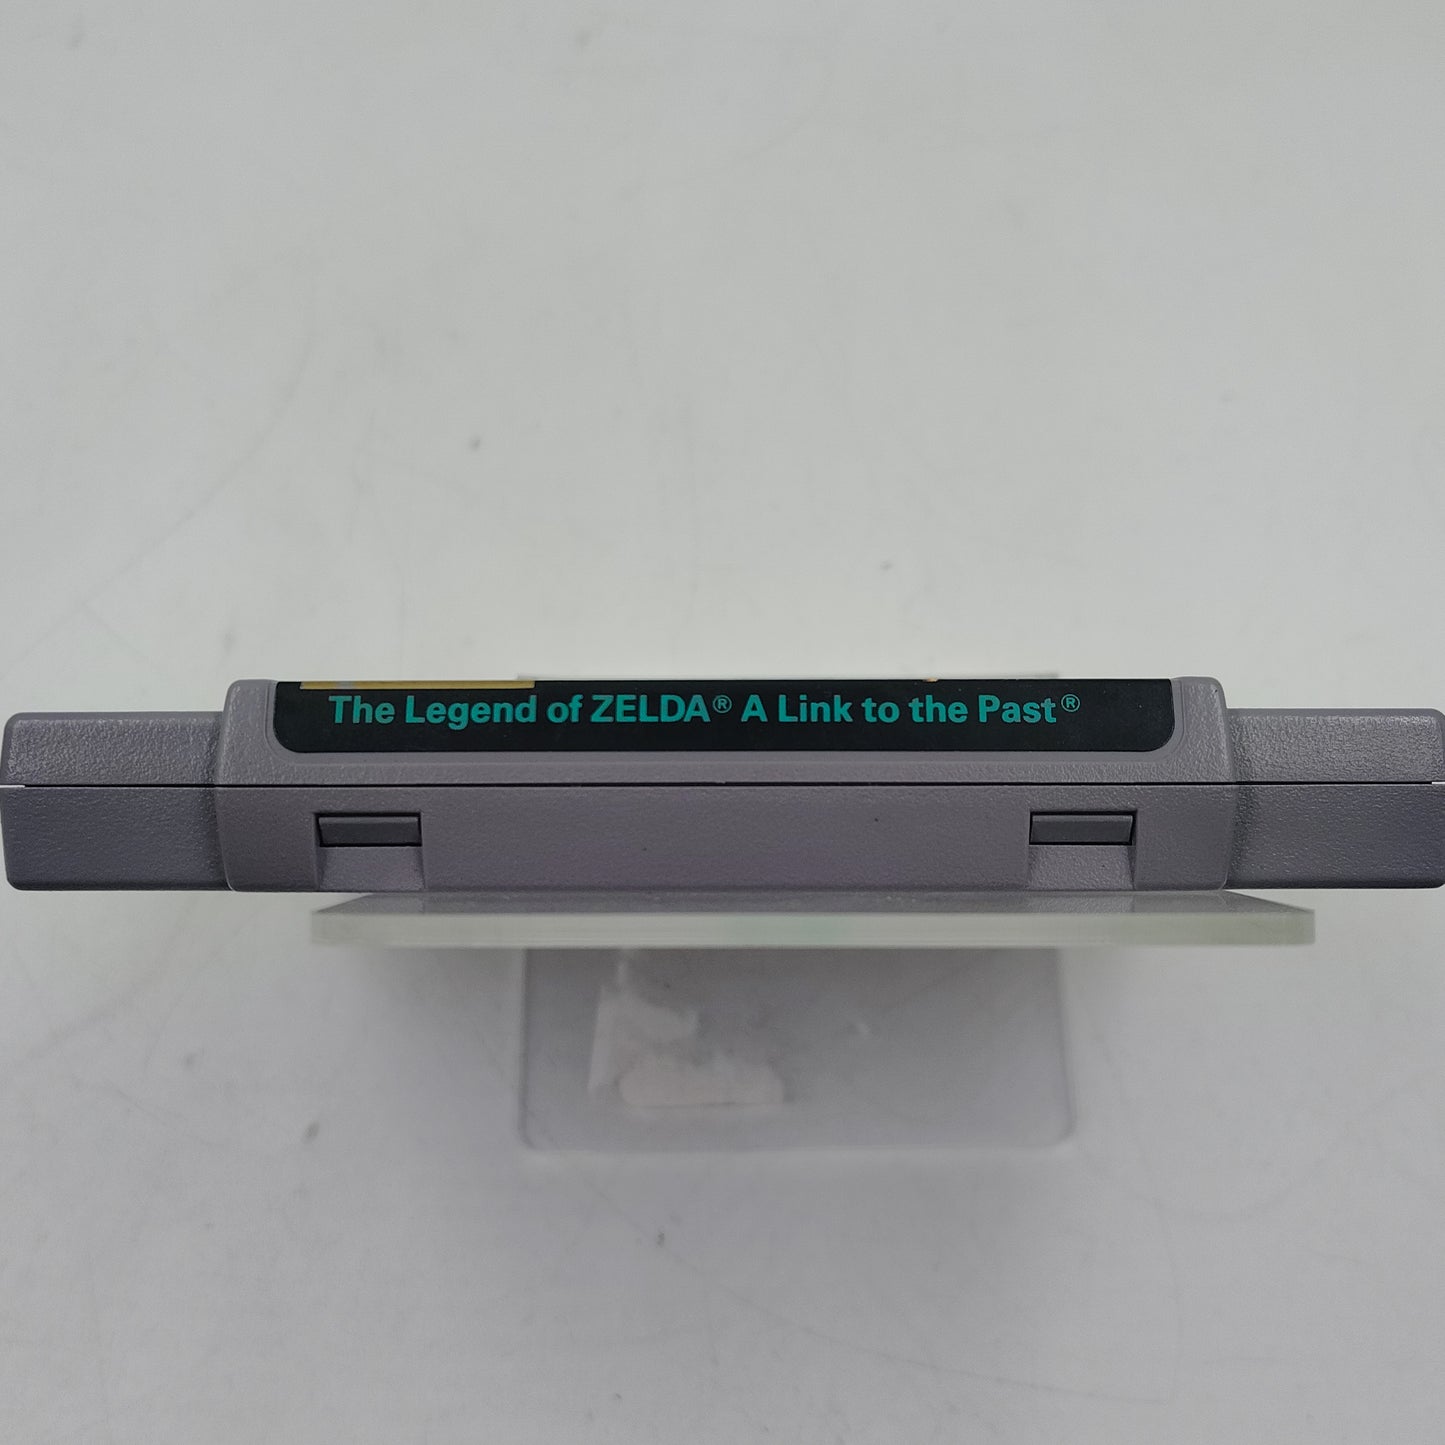 The Legend of ZELDA® A Link to the Past®